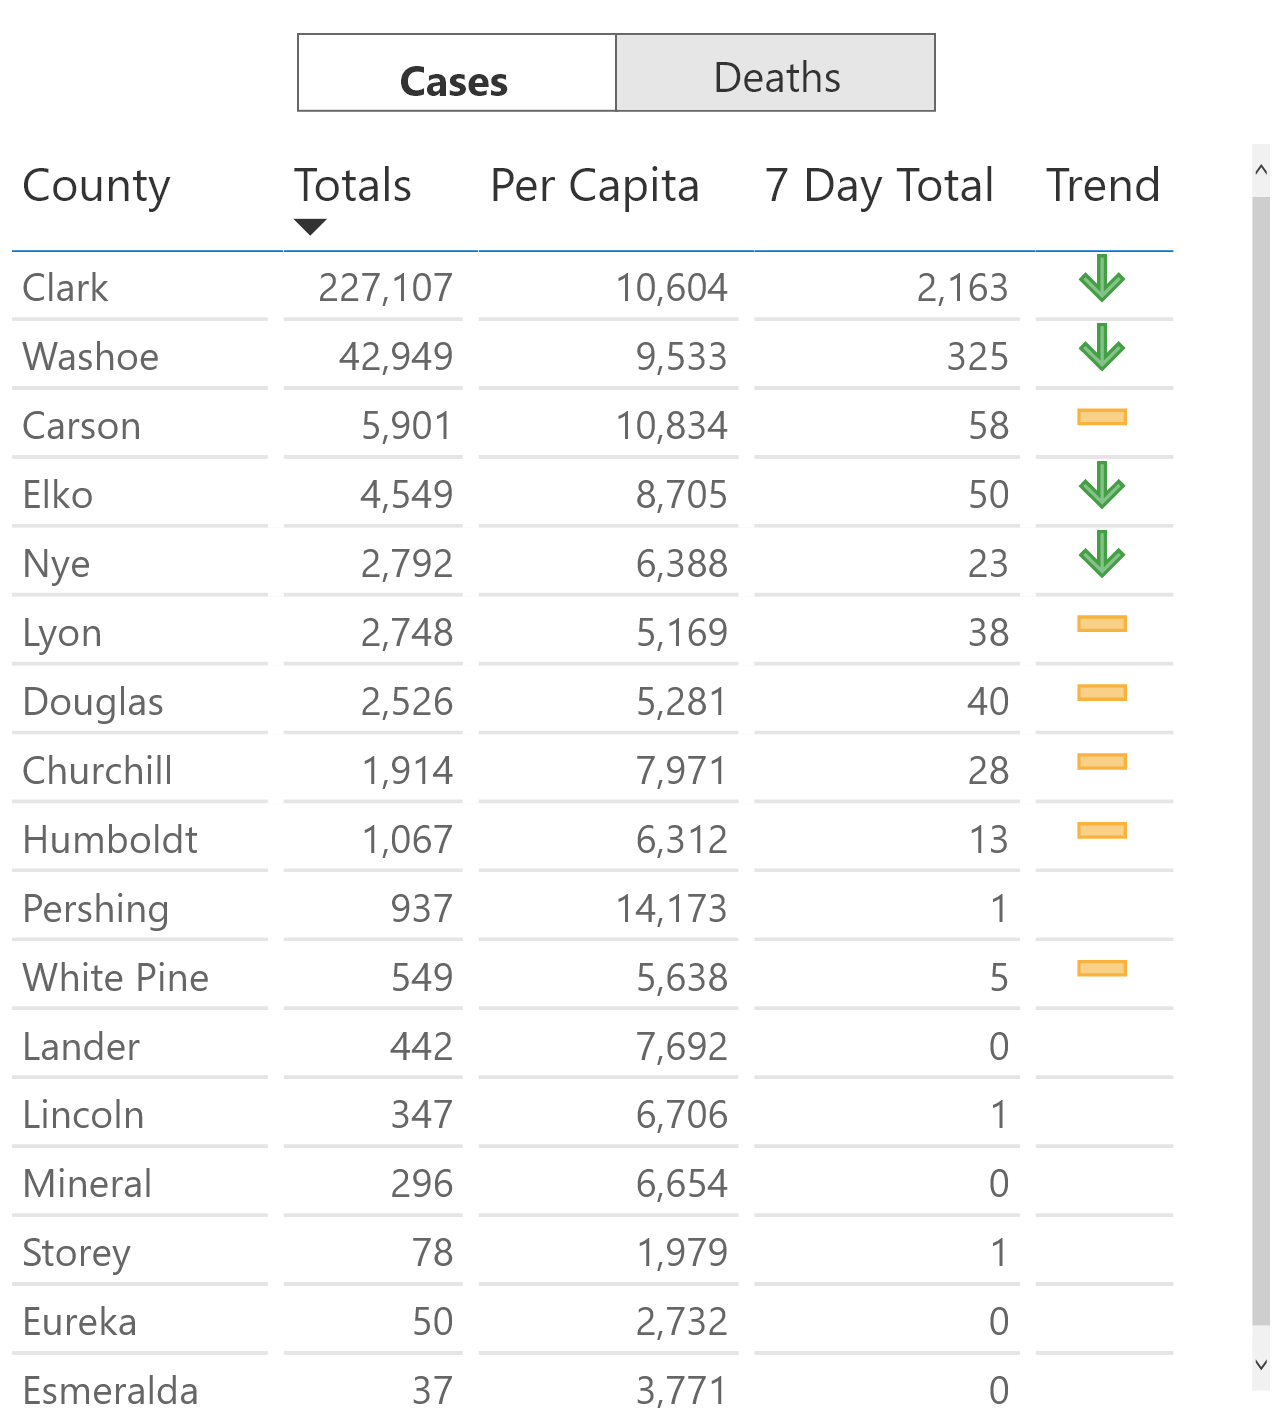 Cases Deaths
County Totals Per Capita 7 Day Total Trend
Clark 227,107 10,604 2,163
Washoe 42,949 9,533 325
Carson 5,901 10,834 58
Elko 4,549 8,705 50
Nye 2,792 6,388 23
Lyon 2,748 5,169 38
Douglas 2,526 5,281 40
Churchill 1,914 7,971 28
Humboldt 1,067 6,312 13
Pershing 937 14,173 1
White Pine 549 5,638 5
Lander 442 7,692 0
Lincoln 347 6,706 1
Mineral 296 6,654 0
Storey 78 1,979 1
Eureka 50 2,732 0
Esmeralda 37 3,771 0